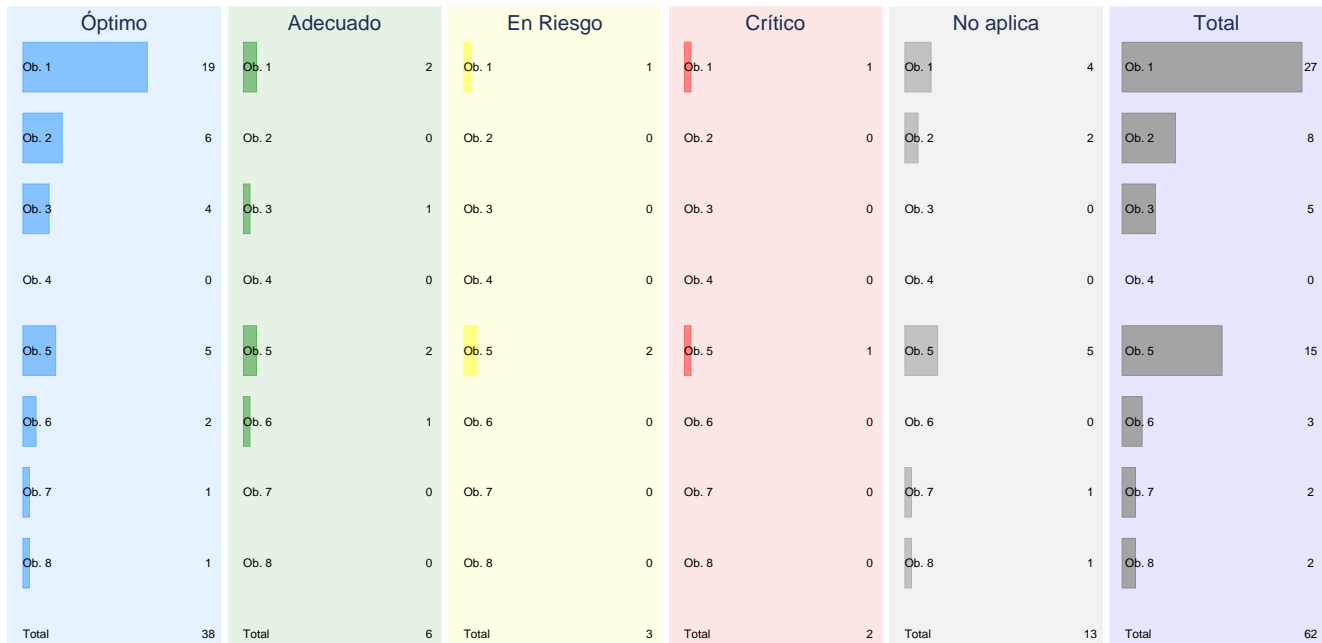 Óptimo Adecuado En Riesgo Crítico No aplica Total
Ob. 1 19 Ob. 1 2 Ob. 1 1 Ob. 1 1 Ob. 1 4 Ob. 1 27
Ob. 2 6 Ob. 2 0 Ob. 2 0 Ob. 2 0 Ob. 2 2 Ob. 2 8
Ob. 3 4 Ob. 3 1 Ob. 3 0 Ob. 3 0 Ob. 3 0 Ob. 3 5
Ob. 4 0 Ob. 4 0 Ob. 4 0 Ob. 4 0 Ob. 4 0 Ob. 4 0
Ob. 5 5 Ob. 5 2 Ob. 5 2 Ob. 5 1 Ob. 5 5 Ob. 5 15
Ob. 6 2 Ob. 6 1 Ob. 6 0 Ob. 6 0 Ob. 6 0 Ob. 6 3
Ob. 7 1 Ob. 7 0 Ob. 7 0 Ob. 7 0 Ob. 7 1 Ob. 7 2
Ob. 8 1 Ob. 8 0 Ob. 8 0 Ob. 8 0 Ob. 8 1 Ob. 8 2
Total 38 Total 6 Total 3 Total 2 Total 13 Total 62